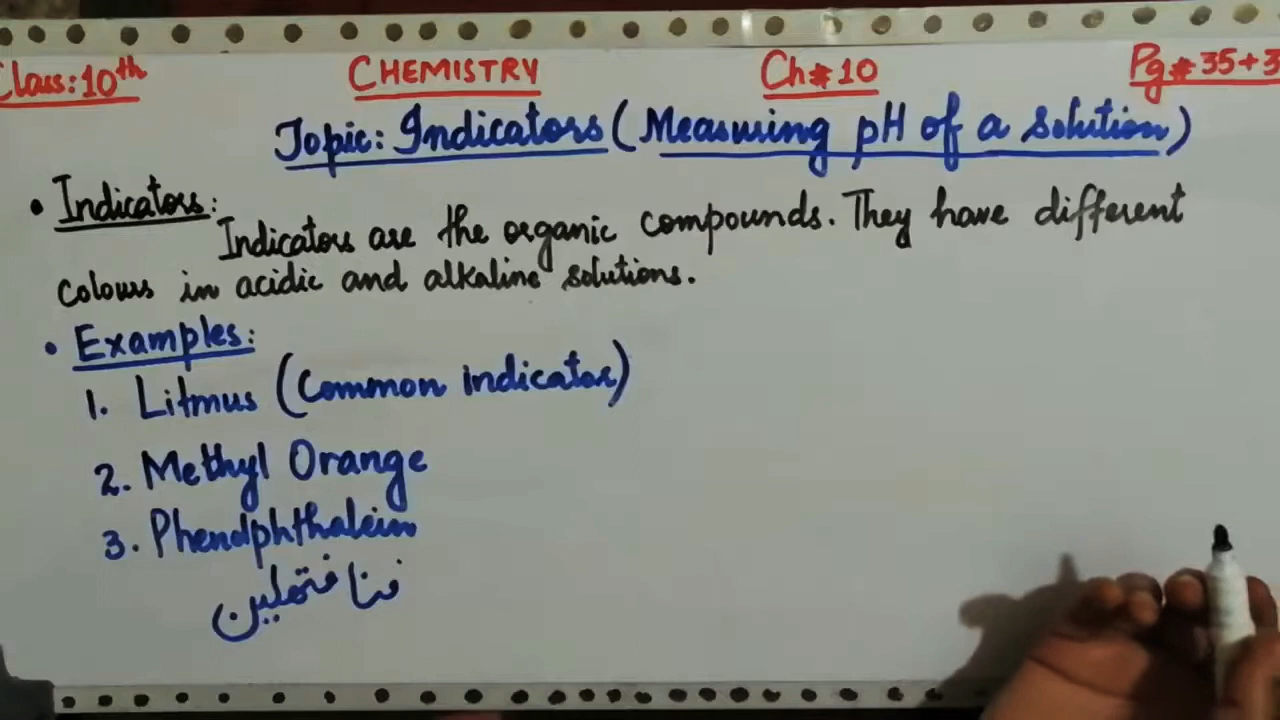 Class: 10th CHEMISTRY Ch# 10 Pg# 35+3
Topic: Indicators (Measuring pH of a solution)
• Indicators:
Indicators are the organic compounds. They have different
colours in acidic and alkaline solutions.
• Examples:
1. Litmus (Common indicator)
2. Methyl Orange
3. Phenolphthalein
فنا فتھلین